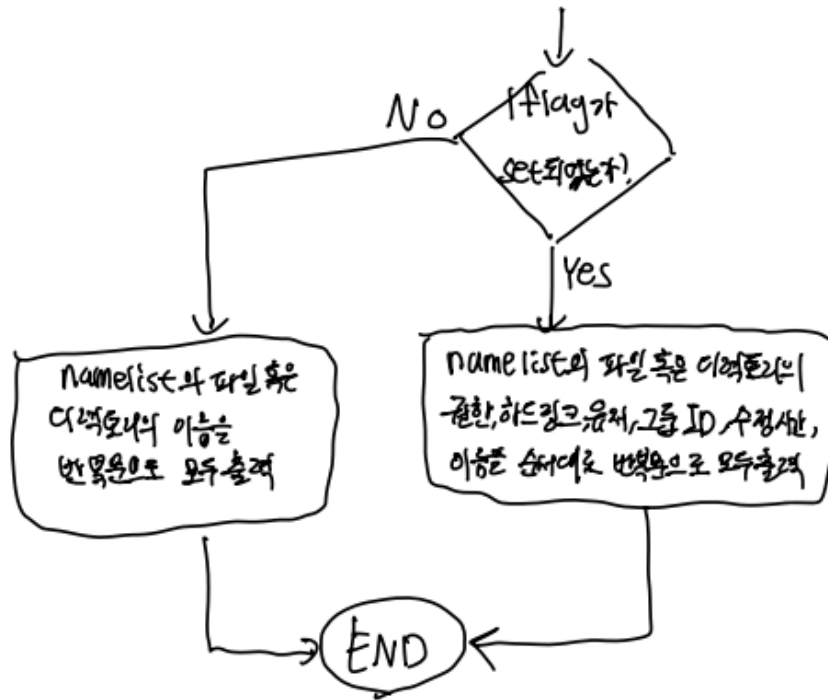 lflag가
set되었는가?
No
Yes
namelist의 파일 혹은
디렉토리의 이름을
반복문으로 모두 출력
namelist의 파일 혹은 디렉토리의
권한, 하드링크, 유저, 그룹 ID, 수정시간,
이름을 순서대로 반복문으로 모두 출력
END